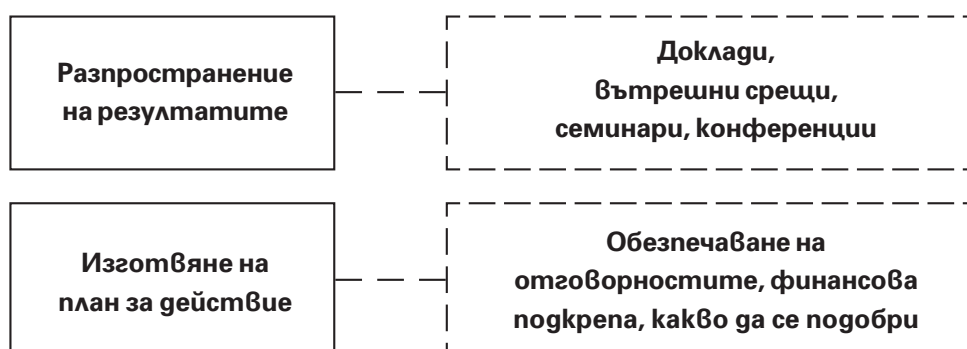 Разпространение
на резултатите
Доклади,
вътрешни срещи,
семинари, конференции
Изготвяне на
план за действие
Обезпечаване на
отговорностите, финансова
подкрепа, какво да се подобри